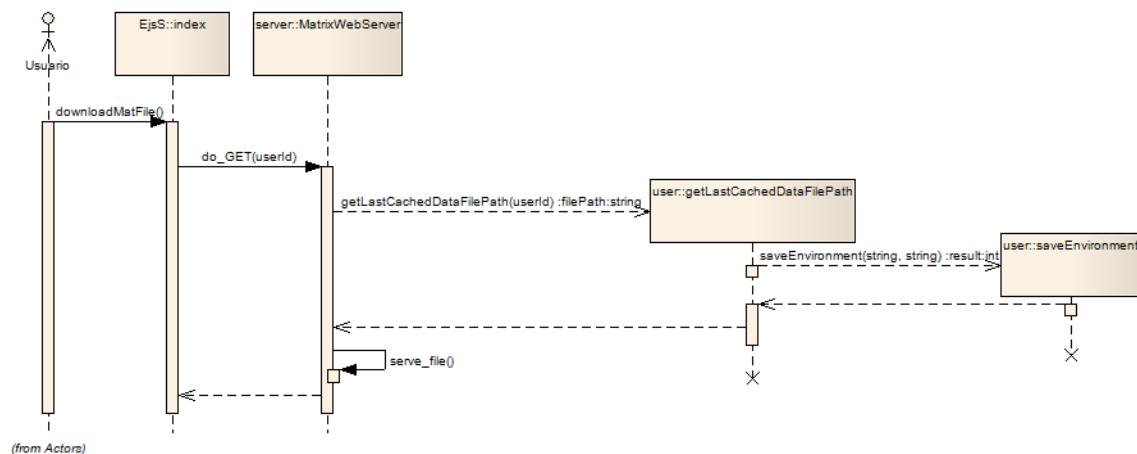 EjsS::index
server::MatrixWebServer
Usuario
downloadMatFile()
do_GET(userId)
user::getLastCachedDataFilePath
getLastCachedDataFilePath(userId) :filePath:string
user::saveEnvironment
saveEnvironment(string, string) :result:int
serve_file()
(from Actors)